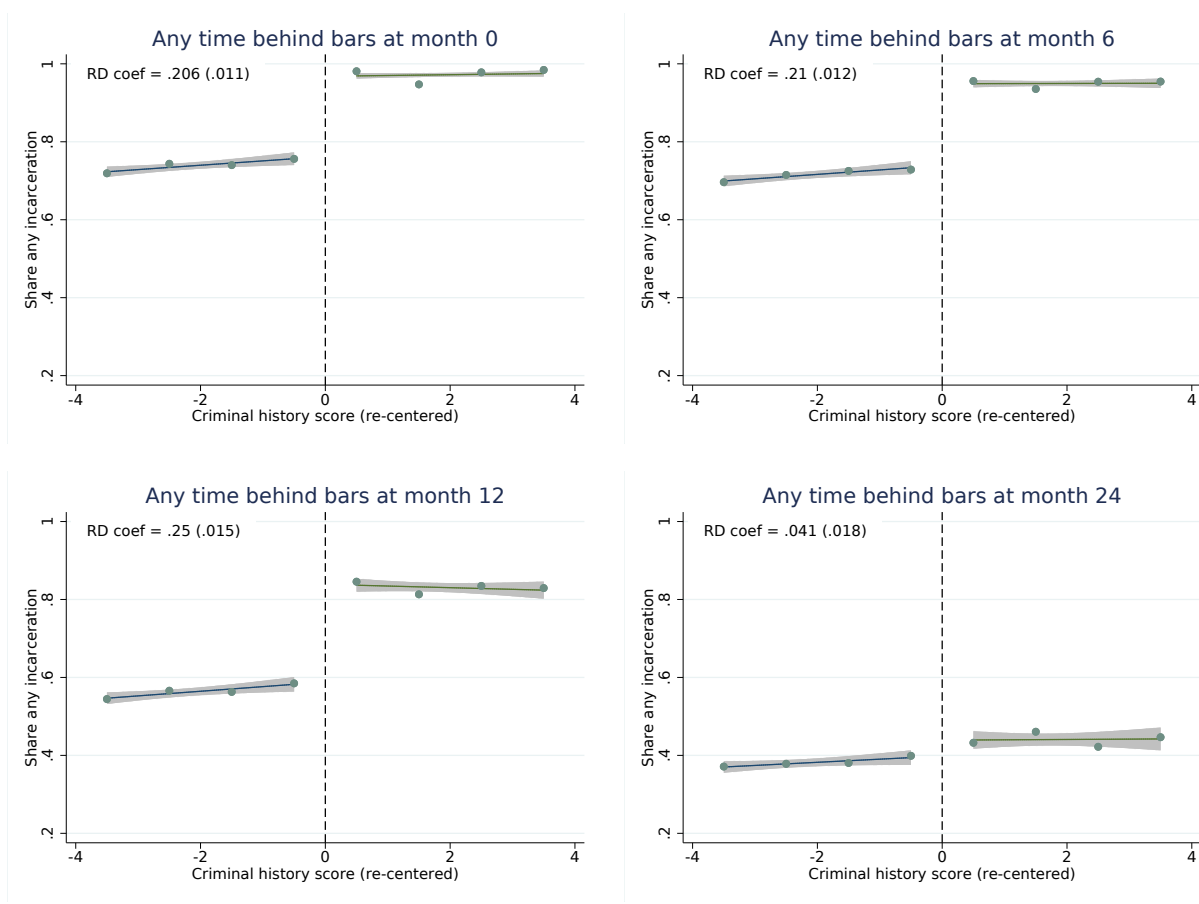 Any time behind bars at month 0
RD coef = .206 (.011)
Share any incarceration
1
.8
.6
.4
.2
-4 -2 0 2 4
Criminal history score (re-centered)
Any time behind bars at month 6
RD coef = .21 (.012)
Share any incarceration
1
.8
.6
.4
.2
-4 -2 0 2 4
Criminal history score (re-centered)
Any time behind bars at month 12
RD coef = .25 (.015)
Share any incarceration
1
.8
.6
.4
.2
-4 -2 0 2 4
Criminal history score (re-centered)
Any time behind bars at month 24
RD coef = .041 (.018)
Share any incarceration
1
.8
.6
.4
.2
-4 -2 0 2 4
Criminal history score (re-centered)